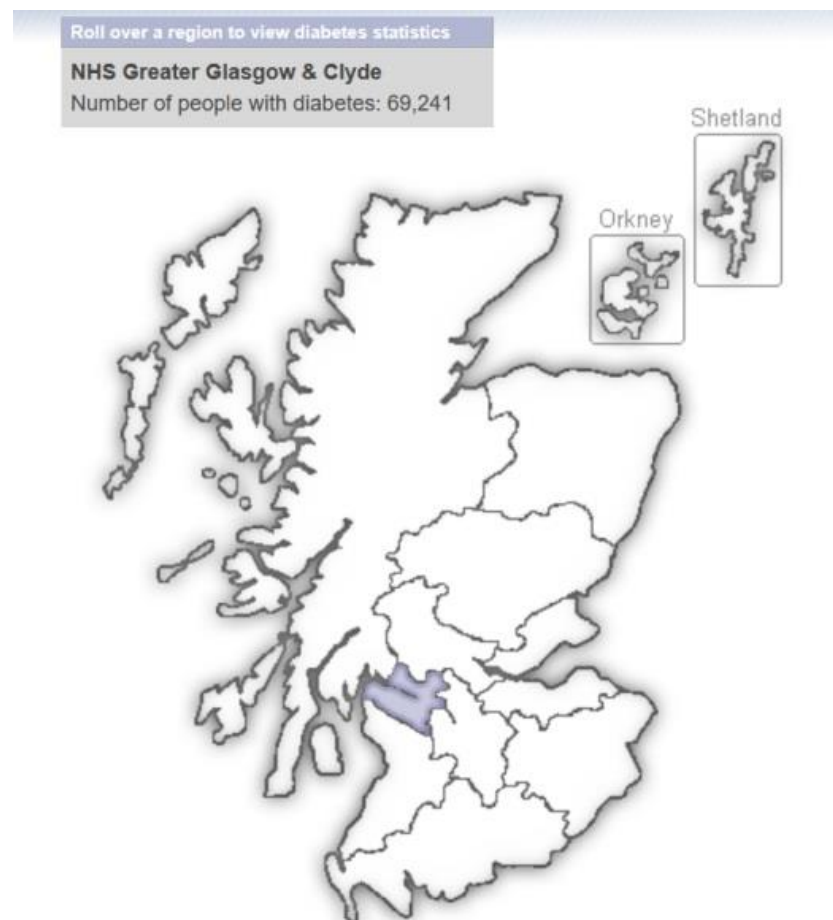 Roll over a region to view diabetes statistics
NHS Greater Glasgow & Clyde
Number of people with diabetes: 69,241
Shetland
Orkney